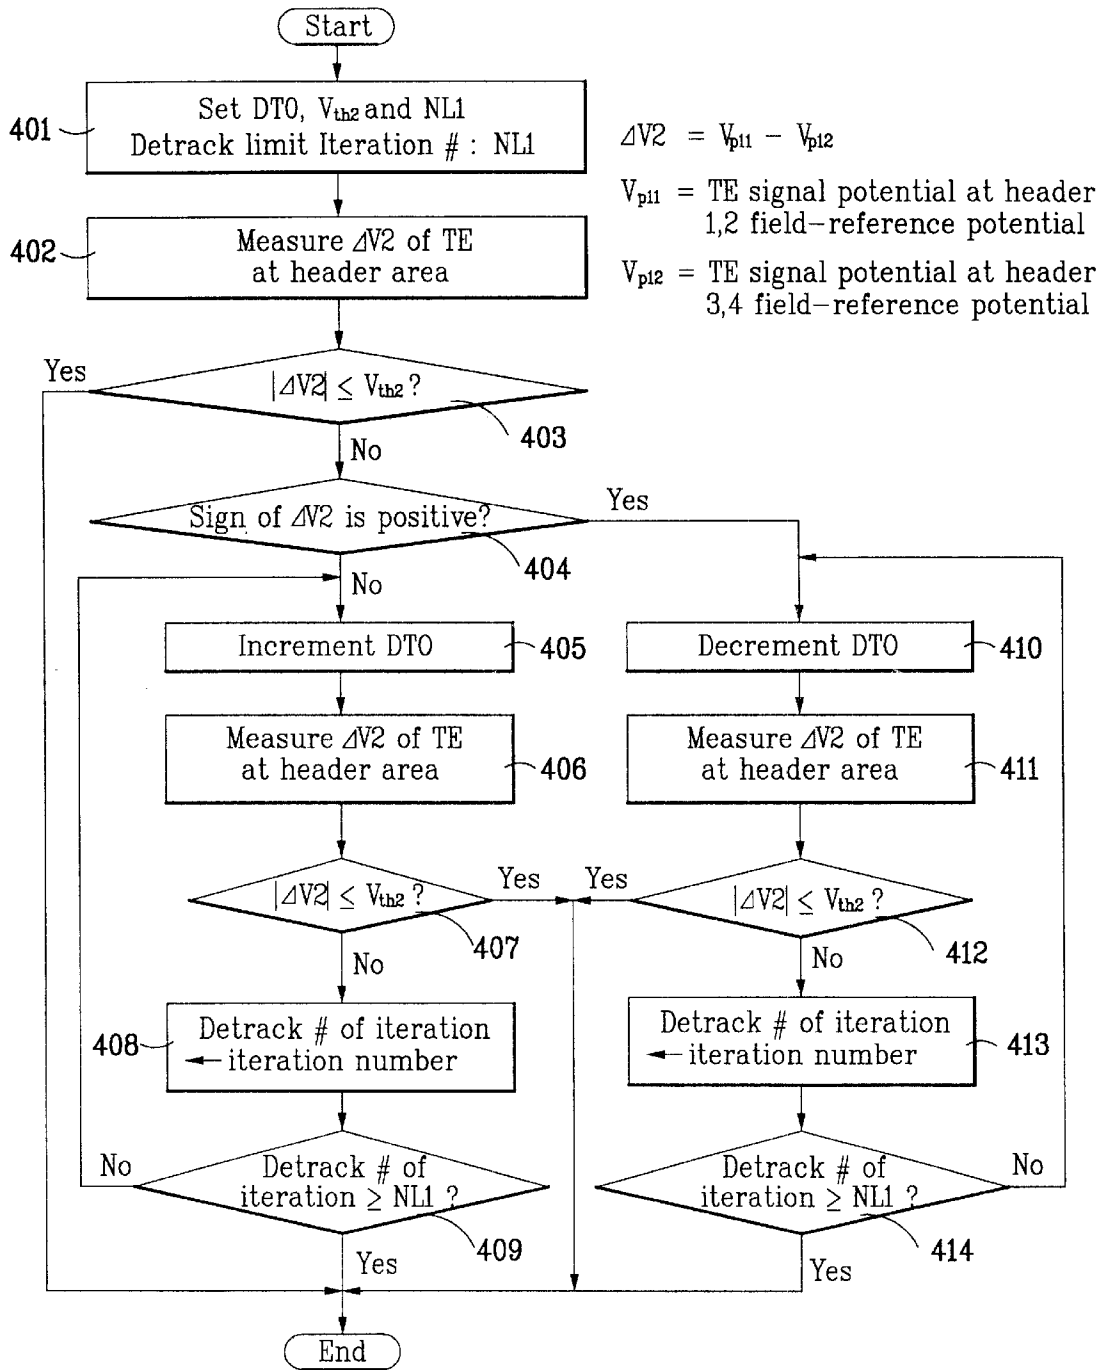 Start
401
Set DTO, Vth2 and NL1
Detrack limit Iteration # : NL1
ΔV2 = Vp11 − Vp12
Vp11 = TE signal potential at header
1,2 field−reference potential
Vp12 = TE signal potential at header
3,4 field−reference potential
402
Measure ΔV2 of TE
at header area
Yes
|ΔV2| ≤ Vth2 ?
403
No
Sign of ΔV2 is positive?
Yes
404
No
Increment DTO
405
Decrement DTO
410
Measure ΔV2 of TE
at header area
406
Measure ΔV2 of TE
at header area
411
|ΔV2| ≤ Vth2 ?
Yes
Yes
|ΔV2| ≤ Vth2 ?
407
412
No
No
408
Detrack # of iteration
← iteration number
Detrack # of iteration
← iteration number
413
No
Detrack # of
iteration ≥ NL1 ?
Detrack # of
iteration ≥ NL1 ?
No
409
414
Yes
Yes
End